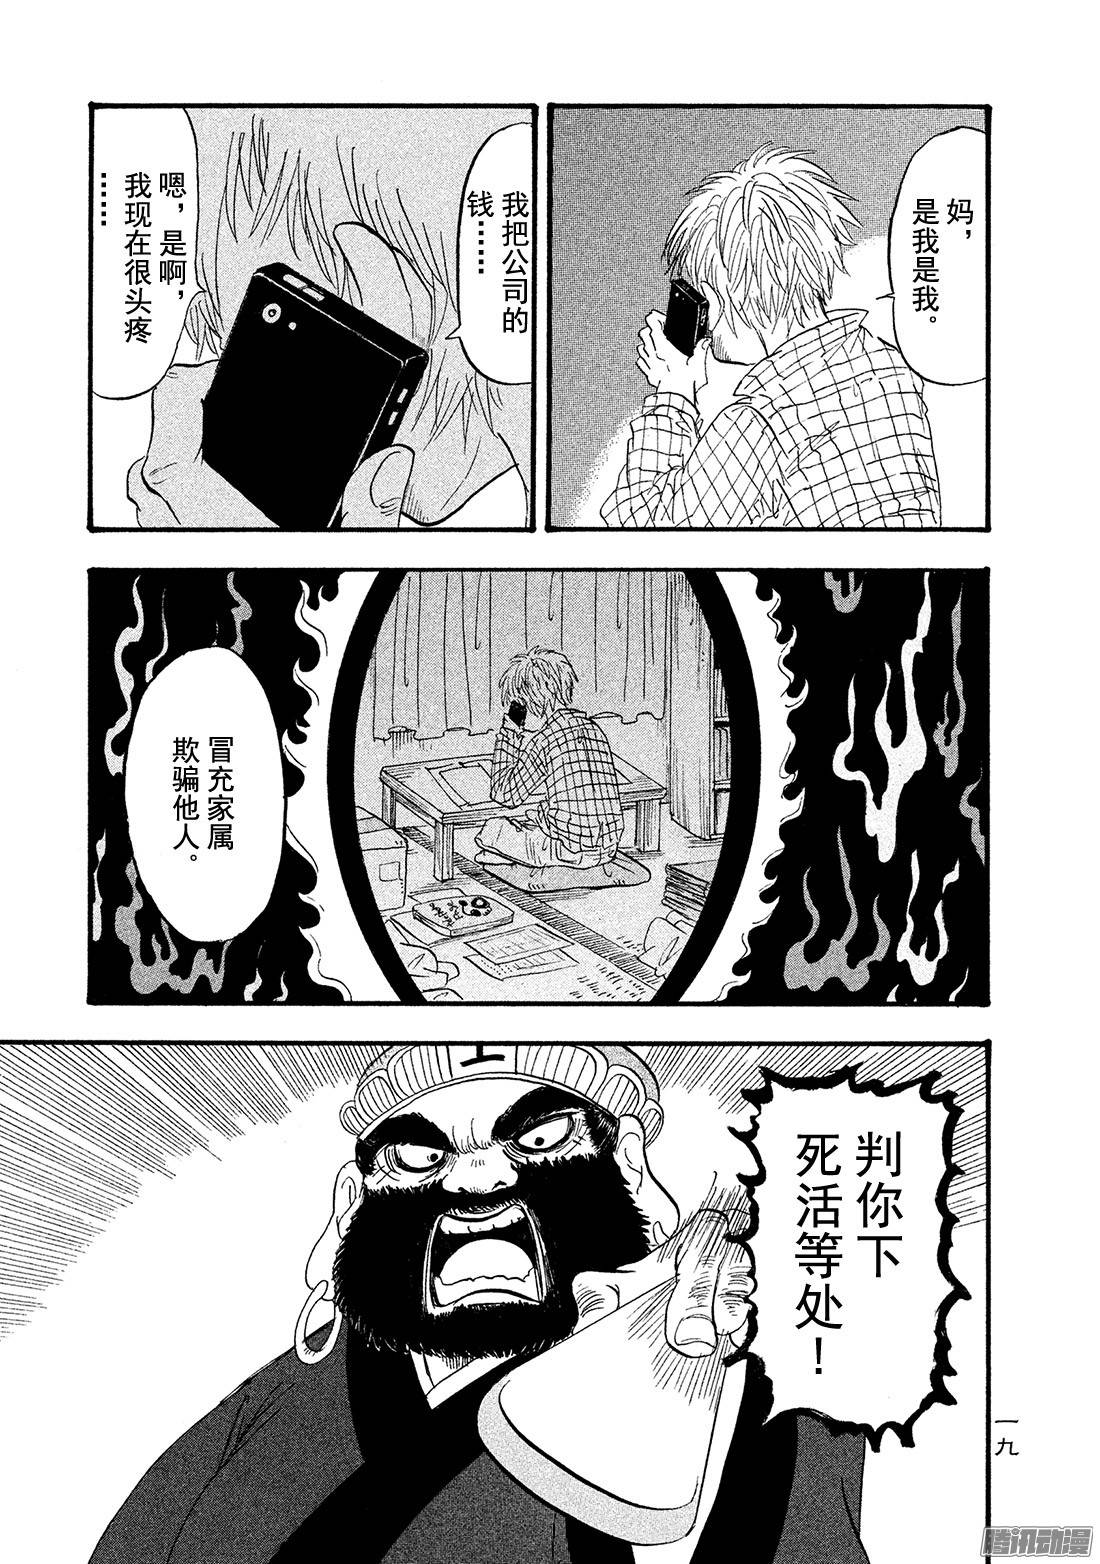 妈，
是我是我。
我把公司的
钱……
嗯，是啊，
我现在很头疼
……
冒充家属
欺骗他人。
王
判你下
死活等处！
一九
腾讯动漫